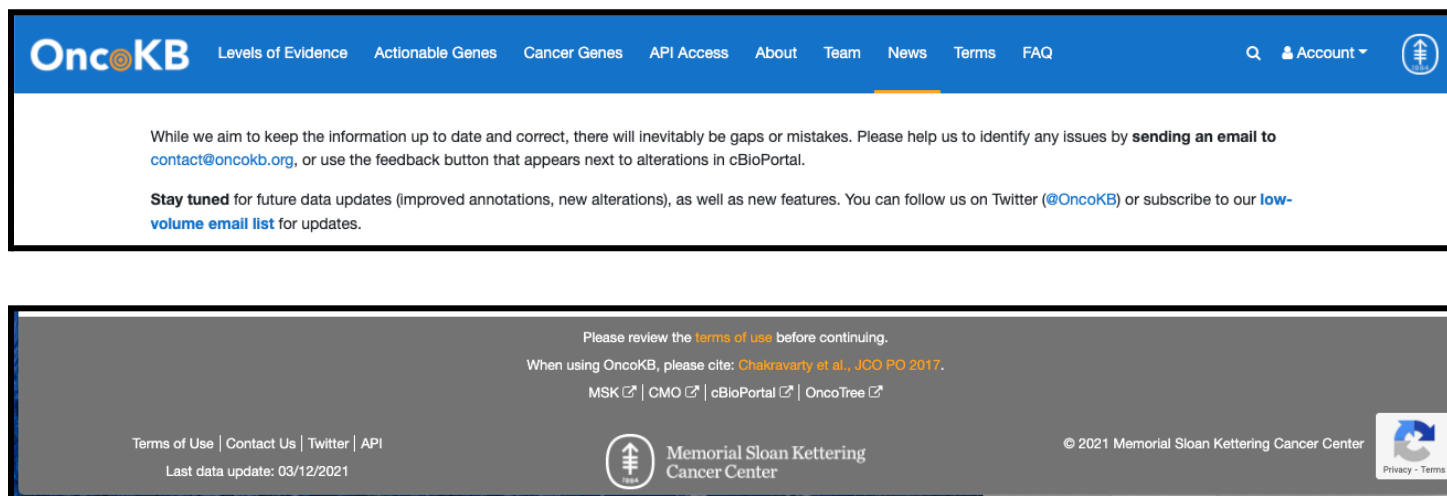 OncoKB Levels of Evidence Actionable Genes Cancer Genes API Access About Team News Terms FAQ Account
1884
While we aim to keep the information up to date and correct, there will inevitably be gaps or mistakes. Please help us to identify any issues by sending an email to
contact@oncokb.org, or use the feedback button that appears next to alterations in cBioPortal.
Stay tuned for future data updates (improved annotations, new alterations), as well as new features. You can follow us on Twitter (@OncoKB) or subscribe to our low-
volume email list for updates.
Please review the terms of use before continuing.
When using OncoKB, please cite: Chakravarty et al., JCO PO 2017.
MSK | CMO | cBioPortal | OncoTree
Terms of Use | Contact Us | Twitter | API
Last data update: 03/12/2021
Memorial Sloan Kettering
Cancer Center
1884
© 2021 Memorial Sloan Kettering Cancer Center
Privacy - Terms